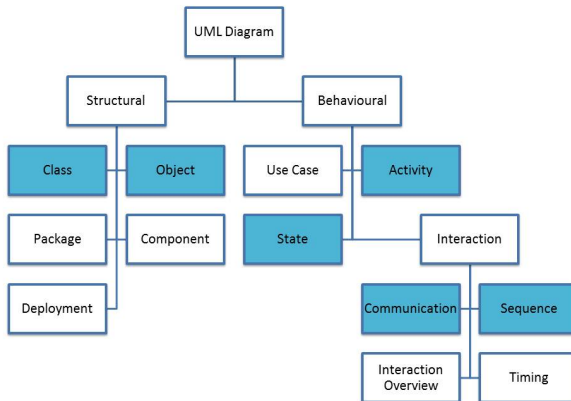 UML Diagram
Structural
Behavioural
Class
Object
Use Case
Activity
Package
Component
State
Interaction
Deployment
Communication
Sequence
Interaction
Overview
Timing